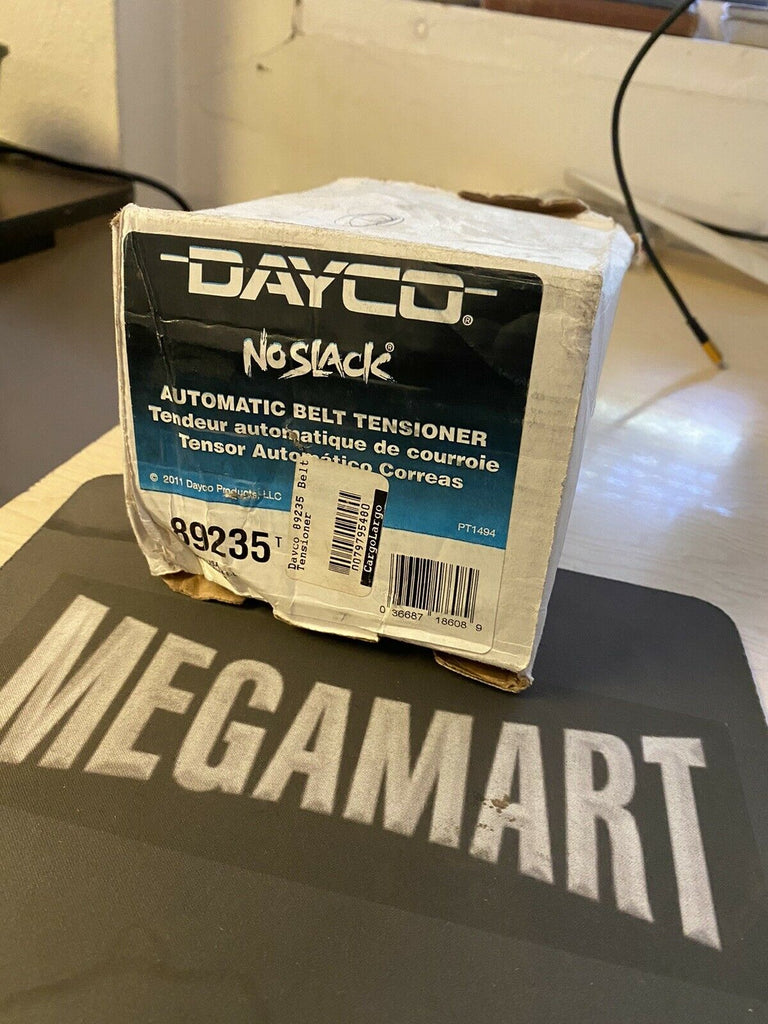 DAYCO®
NOSLACK®
AUTOMATIC BELT TENSIONER
Tendeur automatique de courroie
Tensor Automático Correas
© 2011 Dayco Products, LLC
PT1494
89235 T
Dayco 89235 Belt
Tensioner
N079795480
CargoLargo
0 36687 18608 9
MEGAMART